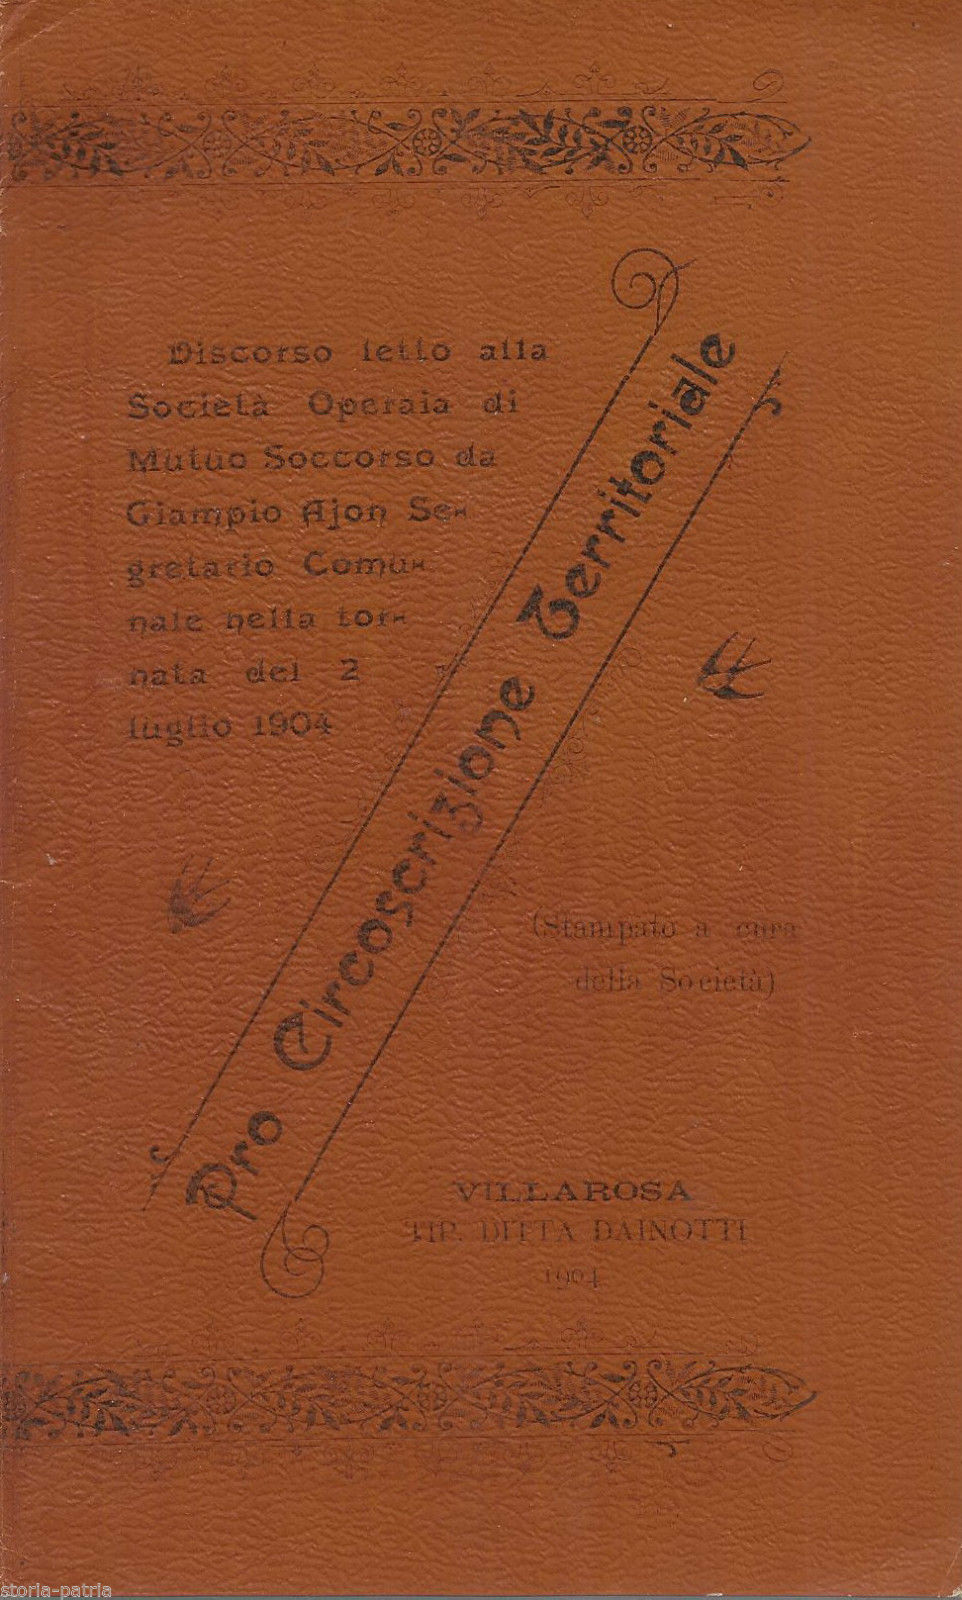 Discorso letto alla
Società Operaia di
Mutuo Soccorso da
Giampio Ajon Se-
gretario Comu-
nale nella tor-
nata del 2
luglio 1904
Pro Circoscrizione Territoriale
(Stampato a cura
della Società)
VILLAROSA
TIP. DITTA DAINOTTI
1904
storia-patria